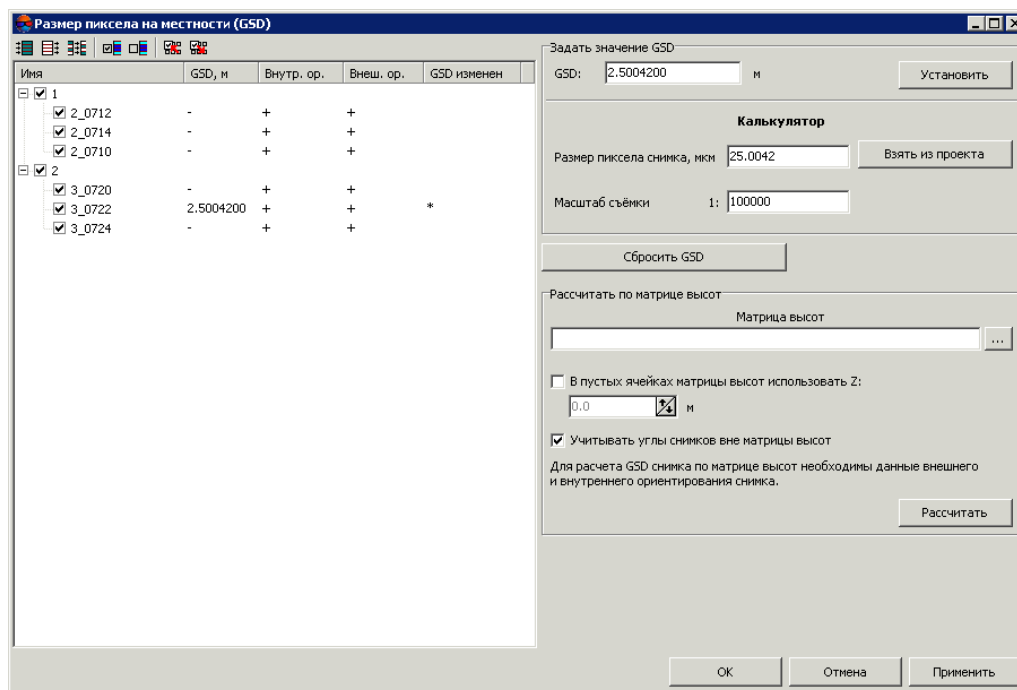 Размер пиксела на местности (GSD)
Имя GSD, м Внутр. ор. Внеш. ор. GSD изменен
1
2_0712 - + +
2_0714 - + +
2_0710 - + +
2
3_0720 - + +
3_0722 2.5004200 + + *
3_0724 - + +
Задать значение GSD
GSD: 2.5004200 м Установить
Калькулятор
Размер пиксела снимка, мкм 25.0042 Взять из проекта
Масштаб съёмки 1: 100000
Сбросить GSD
Рассчитать по матрице высот
Матрица высот
...
В пустых ячейках матрицы высот использовать Z:
0.0 м
Учитывать углы снимков вне матрицы высот
Для расчета GSD снимка по матрице высот необходимы данные внешнего
и внутреннего ориентирования снимка.
Рассчитать
OK Отмена Применить